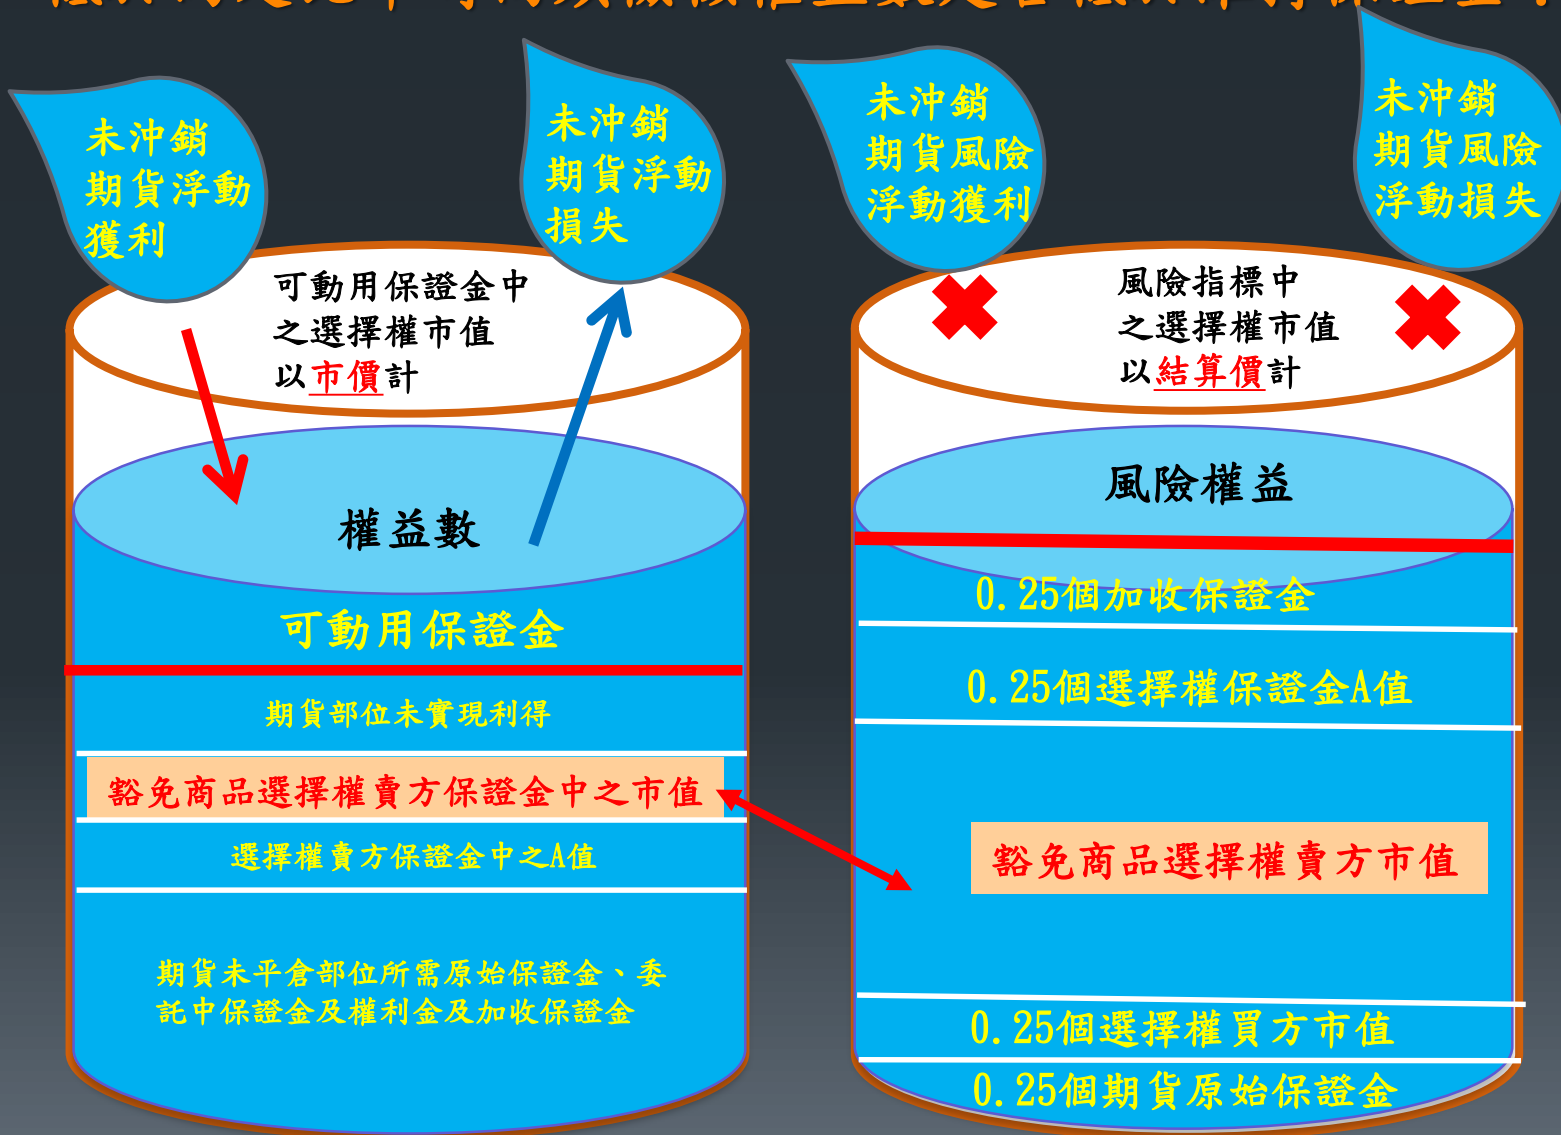 未沖銷
期貨浮動
獲利
未沖銷
期貨浮動
損失
未沖銷
期貨風險
浮動獲利
未沖銷
期貨風險
浮動損失
可動用保證金中
之選擇權市值
以市價計
風險指標中
之選擇權市值
以結算價計
權益數
風險權益
可動用保證金
期貨部位未實現利得
豁免商品選擇權賣方保證金中之市值
選擇權賣方保證金中之A值
期貨未平倉部位所需原始保證金、委
託中保證金及權利金及加收保證金
0.25個加收保證金
0.25個選擇權保證金A值
豁免商品選擇權賣方市值
0.25個選擇權買方市值
0.25個期貨原始保證金